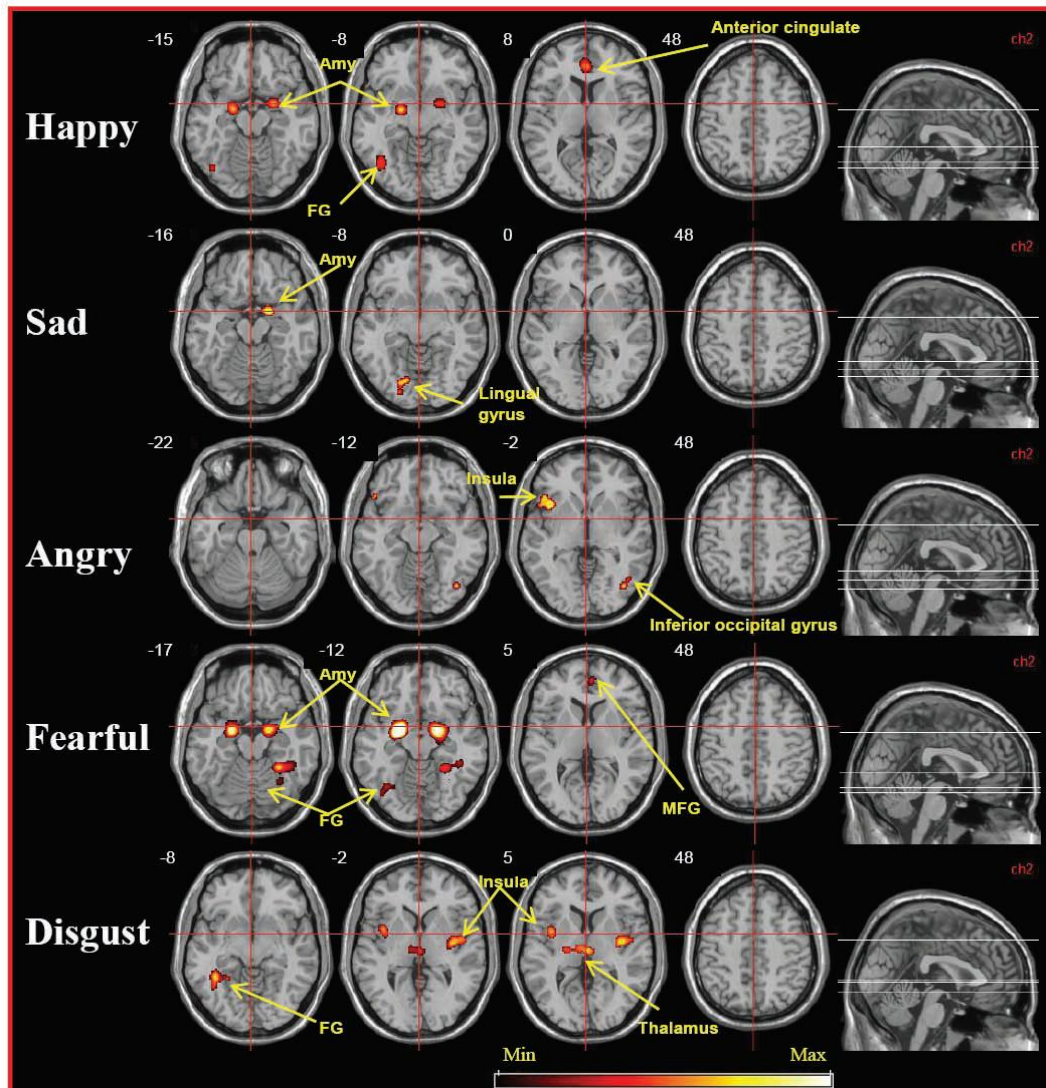 -15
-8
8
Anterior cingulate
48
ch2
Amy
Happy
FG
-16
-8
0
48
ch2
Amy
Sad
Lingual
gyrus
-22
-12
-2
48
ch2
Insula
Angry
Inferior occipital gyrus
-17
-12
5
48
ch2
Amy
Fearful
FG
MFG
-8
-2
5
48
ch2
Insula
Disgust
FG
Thalamus
Min
Max